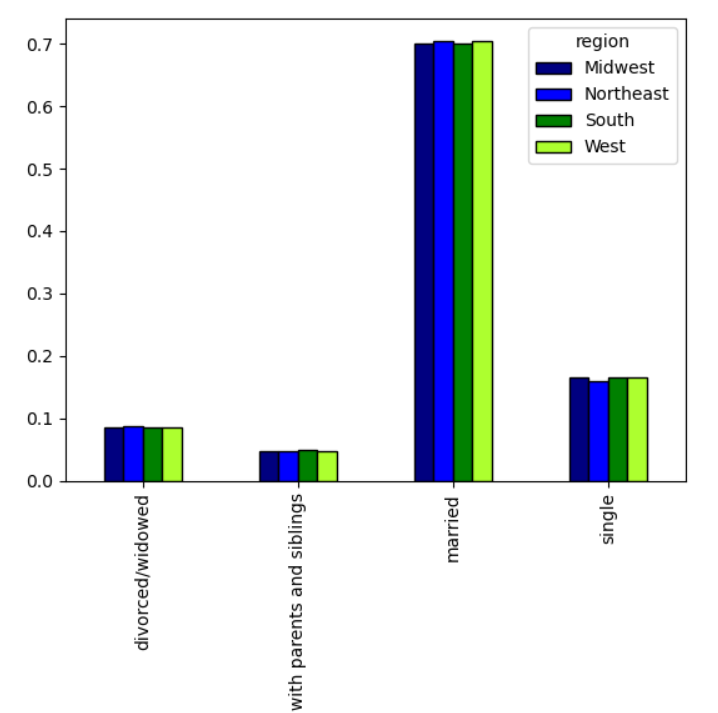 0.7
0.6
0.5
0.4
0.3
0.2
0.1
0.0
region
Midwest
Northeast
South
West
divorced/widowed
with parents and siblings
married
single